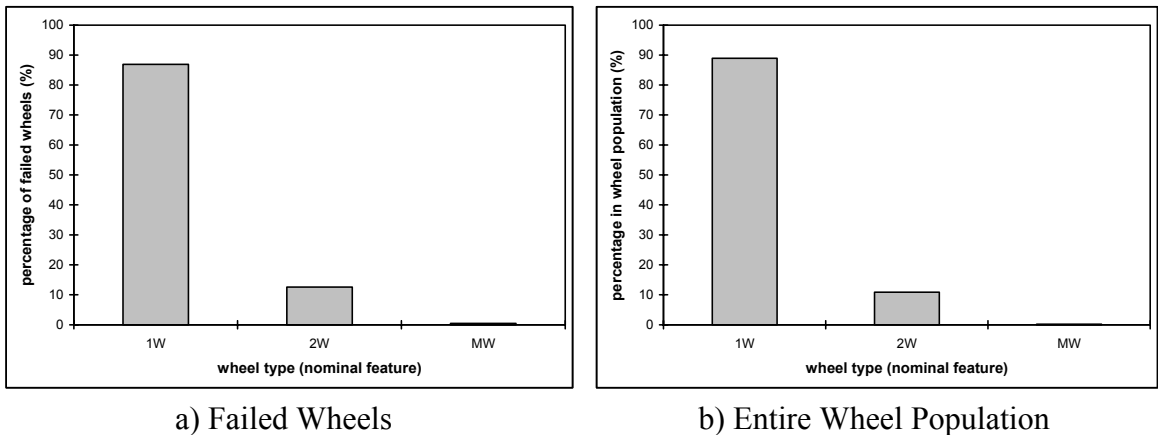 percentage of failed wheels (%)
100
90
80
70
60
50
40
30
20
10
0
1W 2W MW
wheel type (nominal feature)
a) Failed Wheels
percentage in wheel population (%)
100
90
80
70
60
50
40
30
20
10
0
1W 2W MW
wheel type (nominal feature)
b) Entire Wheel Population